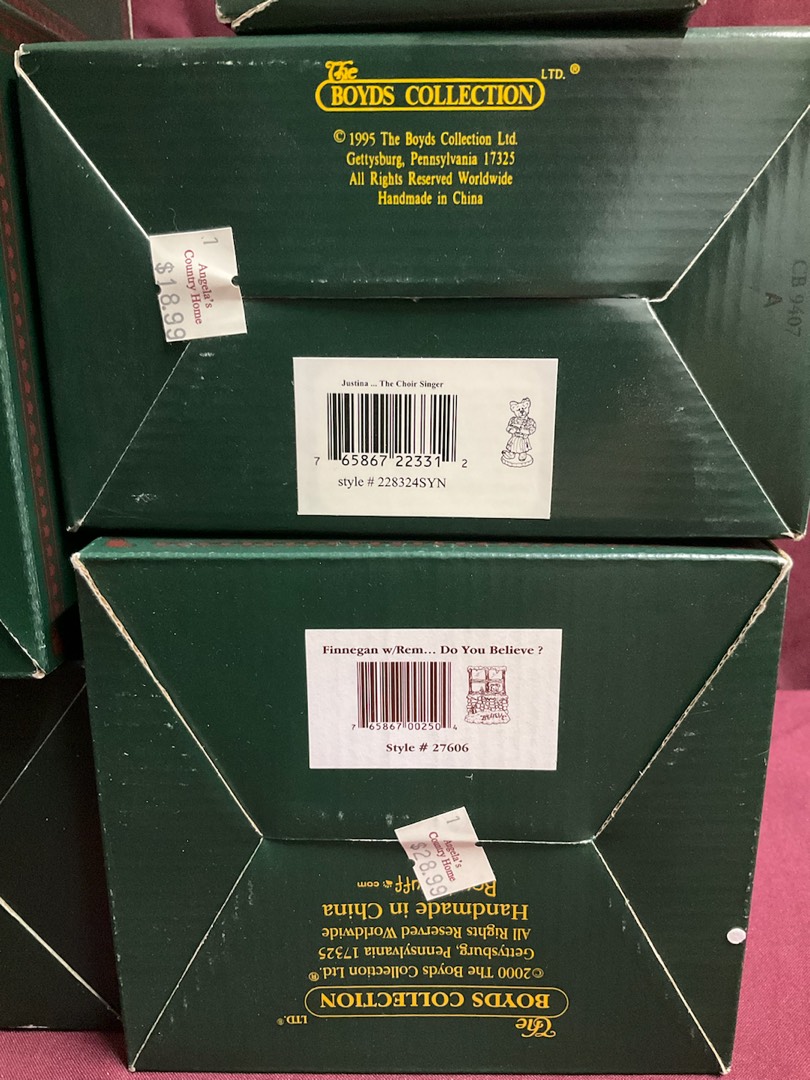 The
BOYDS COLLECTION
LTD.®
© 1995 The Boyds Collection Ltd.
Gettysburg, Pennsylvania 17325
All Rights Reserved Worldwide
Handmade in China
1
Angela's
Country Home
$18.99
CB 9407
A
Justina ... The Choir Singer
7 65867 22331 2
style # 228324SYN
Finnegan w/Rem... Do You Believe ?
7 65867 00250 4
Style # 27606
1
Angela's
Country Home
$28.99
The
BOYDS COLLECTION
LTD.®
©2000 The Boyds Collection Ltd.®
Gettysburg, Pennsylvania 17325
All Rights Reserved Worldwide
Handmade in China